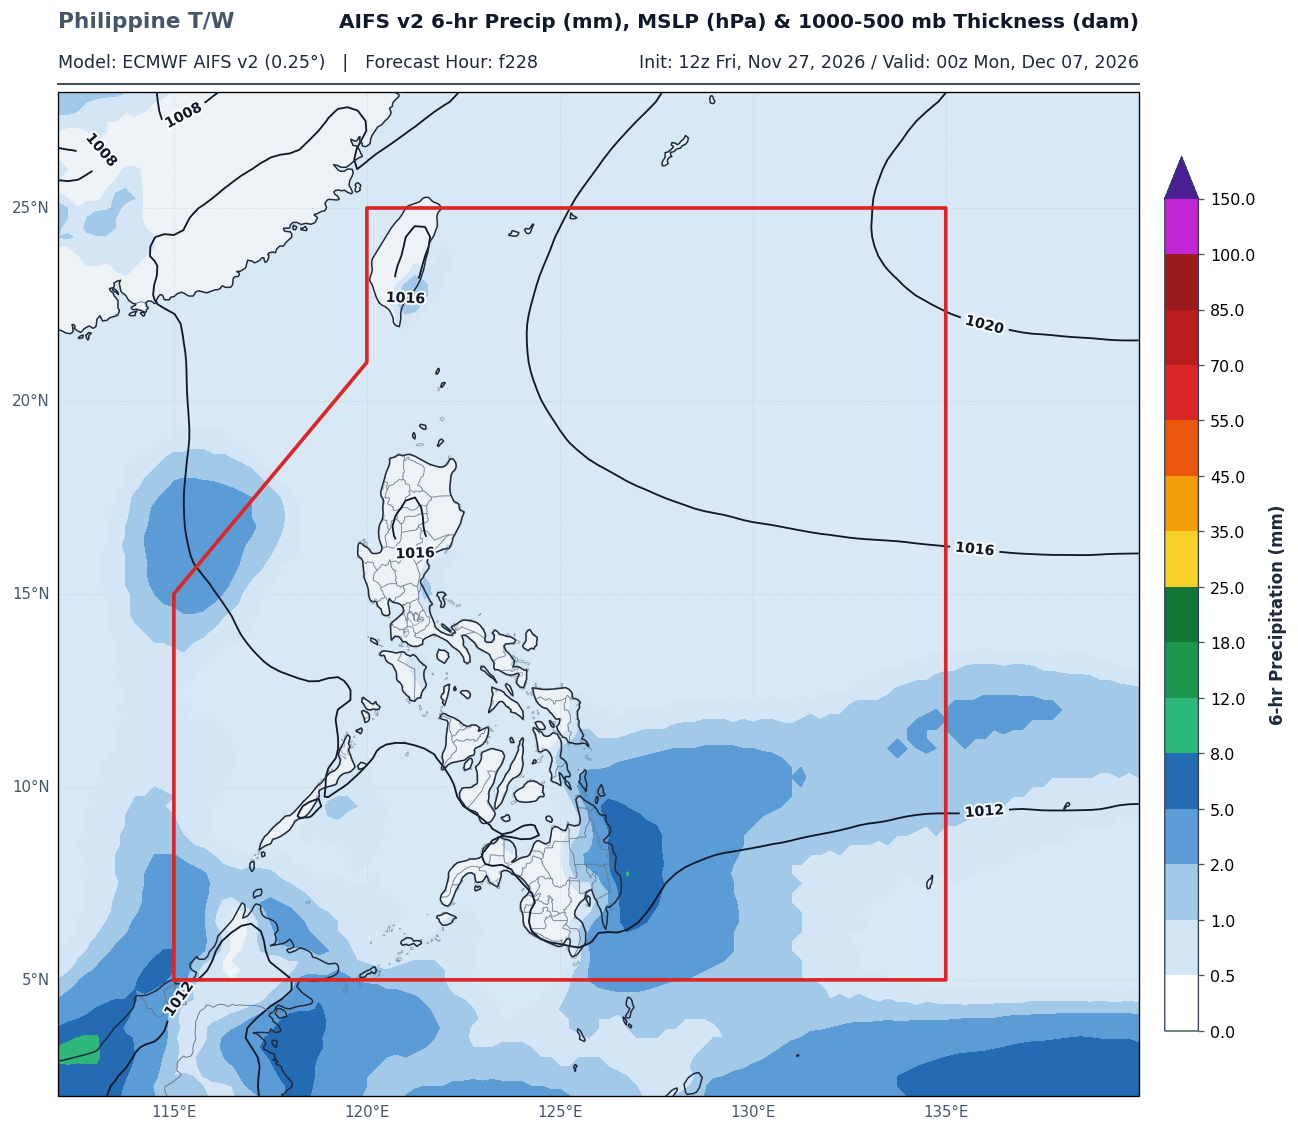 Philippine T/W
AIFS v2 6-hr Precip (mm), MSLP (hPa) & 1000-500 mb Thickness (dam)
Model: ECMWF AIFS v2 (0.25°) | Forecast Hour: f228
Init: 12z Fri, Nov 27, 2026 / Valid: 00z Mon, Dec 07, 2026
1008
1008
25°N
1016
1020
20°N
1016
1016
15°N
10°N
1012
5°N
1012
115°E
120°E
125°E
130°E
135°E
150.0
100.0
85.0
70.0
55.0
45.0
35.0
25.0
18.0
12.0
8.0
5.0
2.0
1.0
0.5
0.0
6-hr Precipitation (mm)